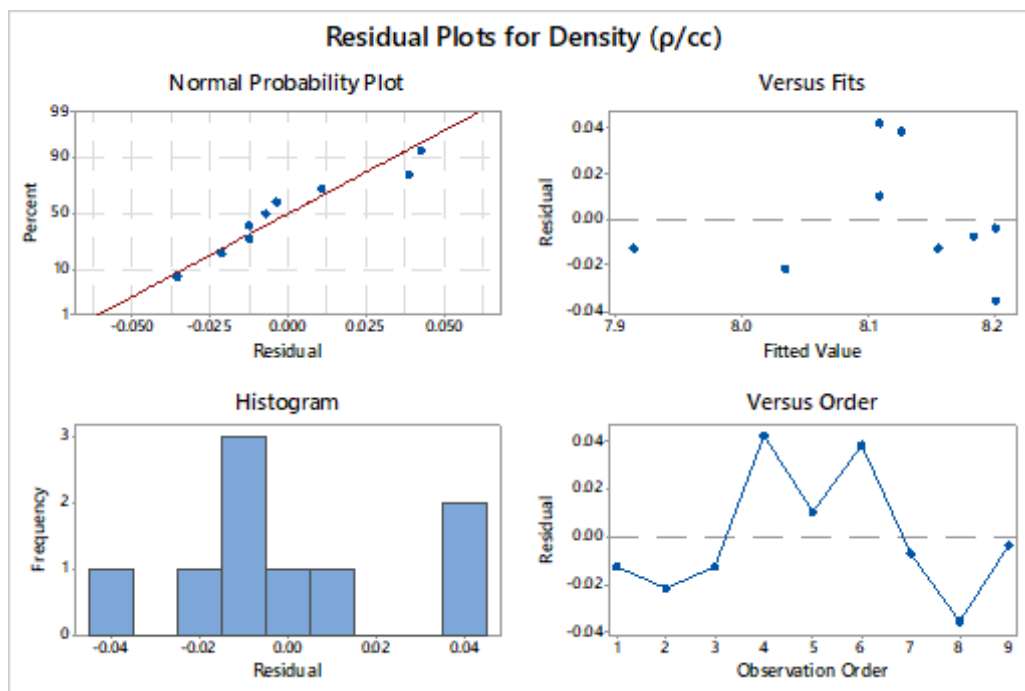 Residual Plots for Density (ρ/cc)
Normal Probability Plot
99
90
50
10
1
Percent
-0.050 -0.025 0.000 0.025 0.050
Residual
Versus Fits
0.04
0.02
0.00
-0.02
-0.04
Residual
7.9 8.0 8.1 8.2
Fitted Value
Histogram
3
2
1
0
Frequency
-0.04 -0.02 0.00 0.02 0.04
Residual
Versus Order
0.04
0.02
0.00
-0.02
-0.04
Residual
1 2 3 4 5 6 7 8 9
Observation Order